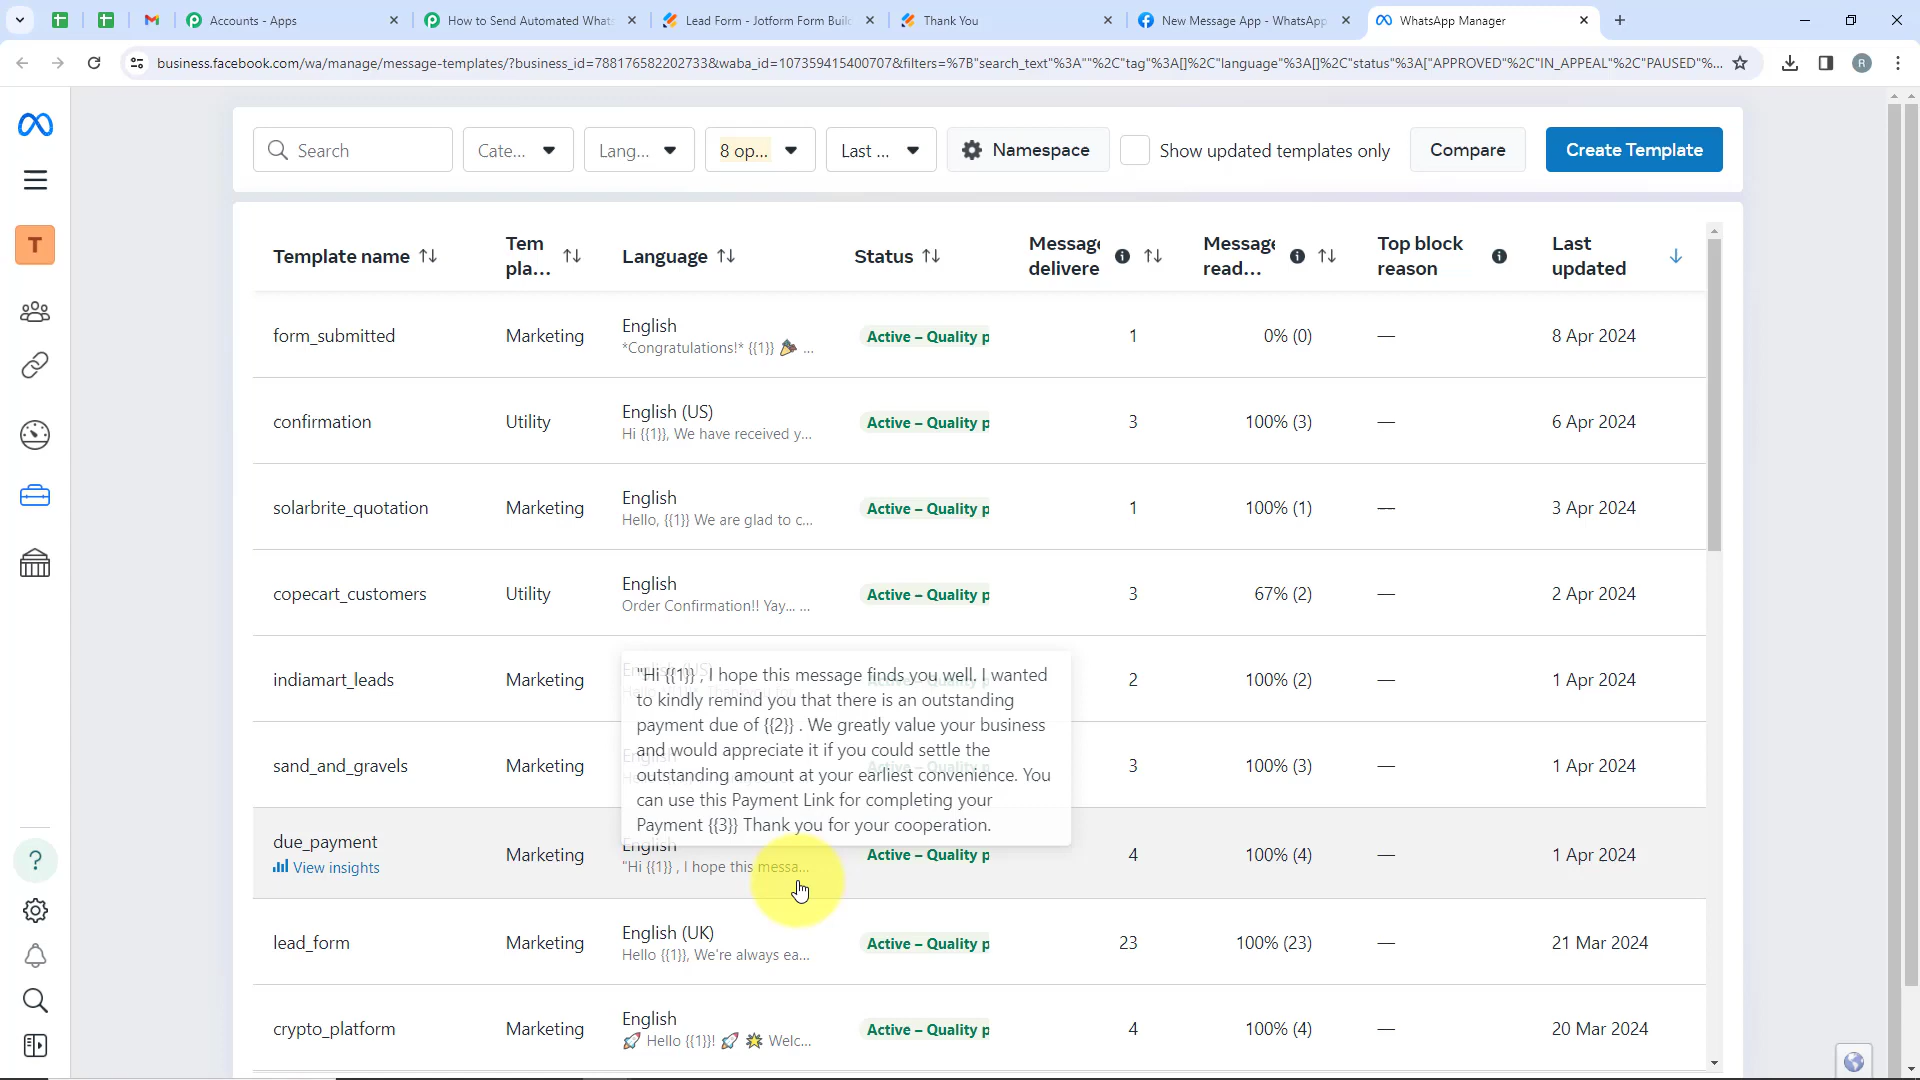 Accounts - Apps
How to Send Automated Whats
Lead Form - Jotform Form Buil
Thank You
New Message App - WhatsApp
WhatsApp Manager
business.facebook.com/wa/manage/message-templates/?business_id=788176582202733&waba_id=107359415400707&filters=%7B"search_text"%3A""%2C"tag"%3A[]%2C"language"%3A[]%2C"status"%3A["APPROVED"%2C"IN_APPEAL"%2C"PAUSED"%...
R
Search
Cate...
Lang...
8 op...
Last ...
Namespace
Show updated templates only
Compare
Create Template
T
Template name
Tem pla...
Language
Status
Message delivere
Message read...
Top block reason
Last updated
form_submitted
Marketing
English
*Congratulations!* {{1}} 🎉 ...
Active – Quality p
1
0% (0)
—
8 Apr 2024
confirmation
Utility
English (US)
Hi {{1}}, We have received y...
Active – Quality p
3
100% (3)
—
6 Apr 2024
solarbrite_quotation
Marketing
English
Hello, {{1}} We are glad to c...
Active – Quality p
1
100% (1)
—
3 Apr 2024
copecart_customers
Utility
English
Order Confirmation!! Yay... ...
Active – Quality p
3
67% (2)
—
2 Apr 2024
indiamart_leads
Marketing
English (US)
2
100% (2)
—
1 Apr 2024
sand_and_gravels
Marketing
English
3
100% (3)
—
1 Apr 2024
"Hi {{1}} , I hope this message finds you well. I wanted
to kindly remind you that there is an outstanding
payment due of {{2}} . We greatly value your business
and would appreciate it if you could settle the
outstanding amount at your earliest convenience. You
can use this Payment Link for completing your
Payment {{3}} Thank you for your cooperation.
due_payment
View insights
Marketing
English
"Hi {{1}} , I hope this messa...
Active – Quality p
4
100% (4)
—
1 Apr 2024
lead_form
Marketing
English (UK)
Hello {{1}}, We're always ea...
Active – Quality p
23
100% (23)
—
21 Mar 2024
crypto_platform
Marketing
English
🚀 Hello {{1}}! 🚀 🌟 Welc...
Active – Quality p
4
100% (4)
—
20 Mar 2024